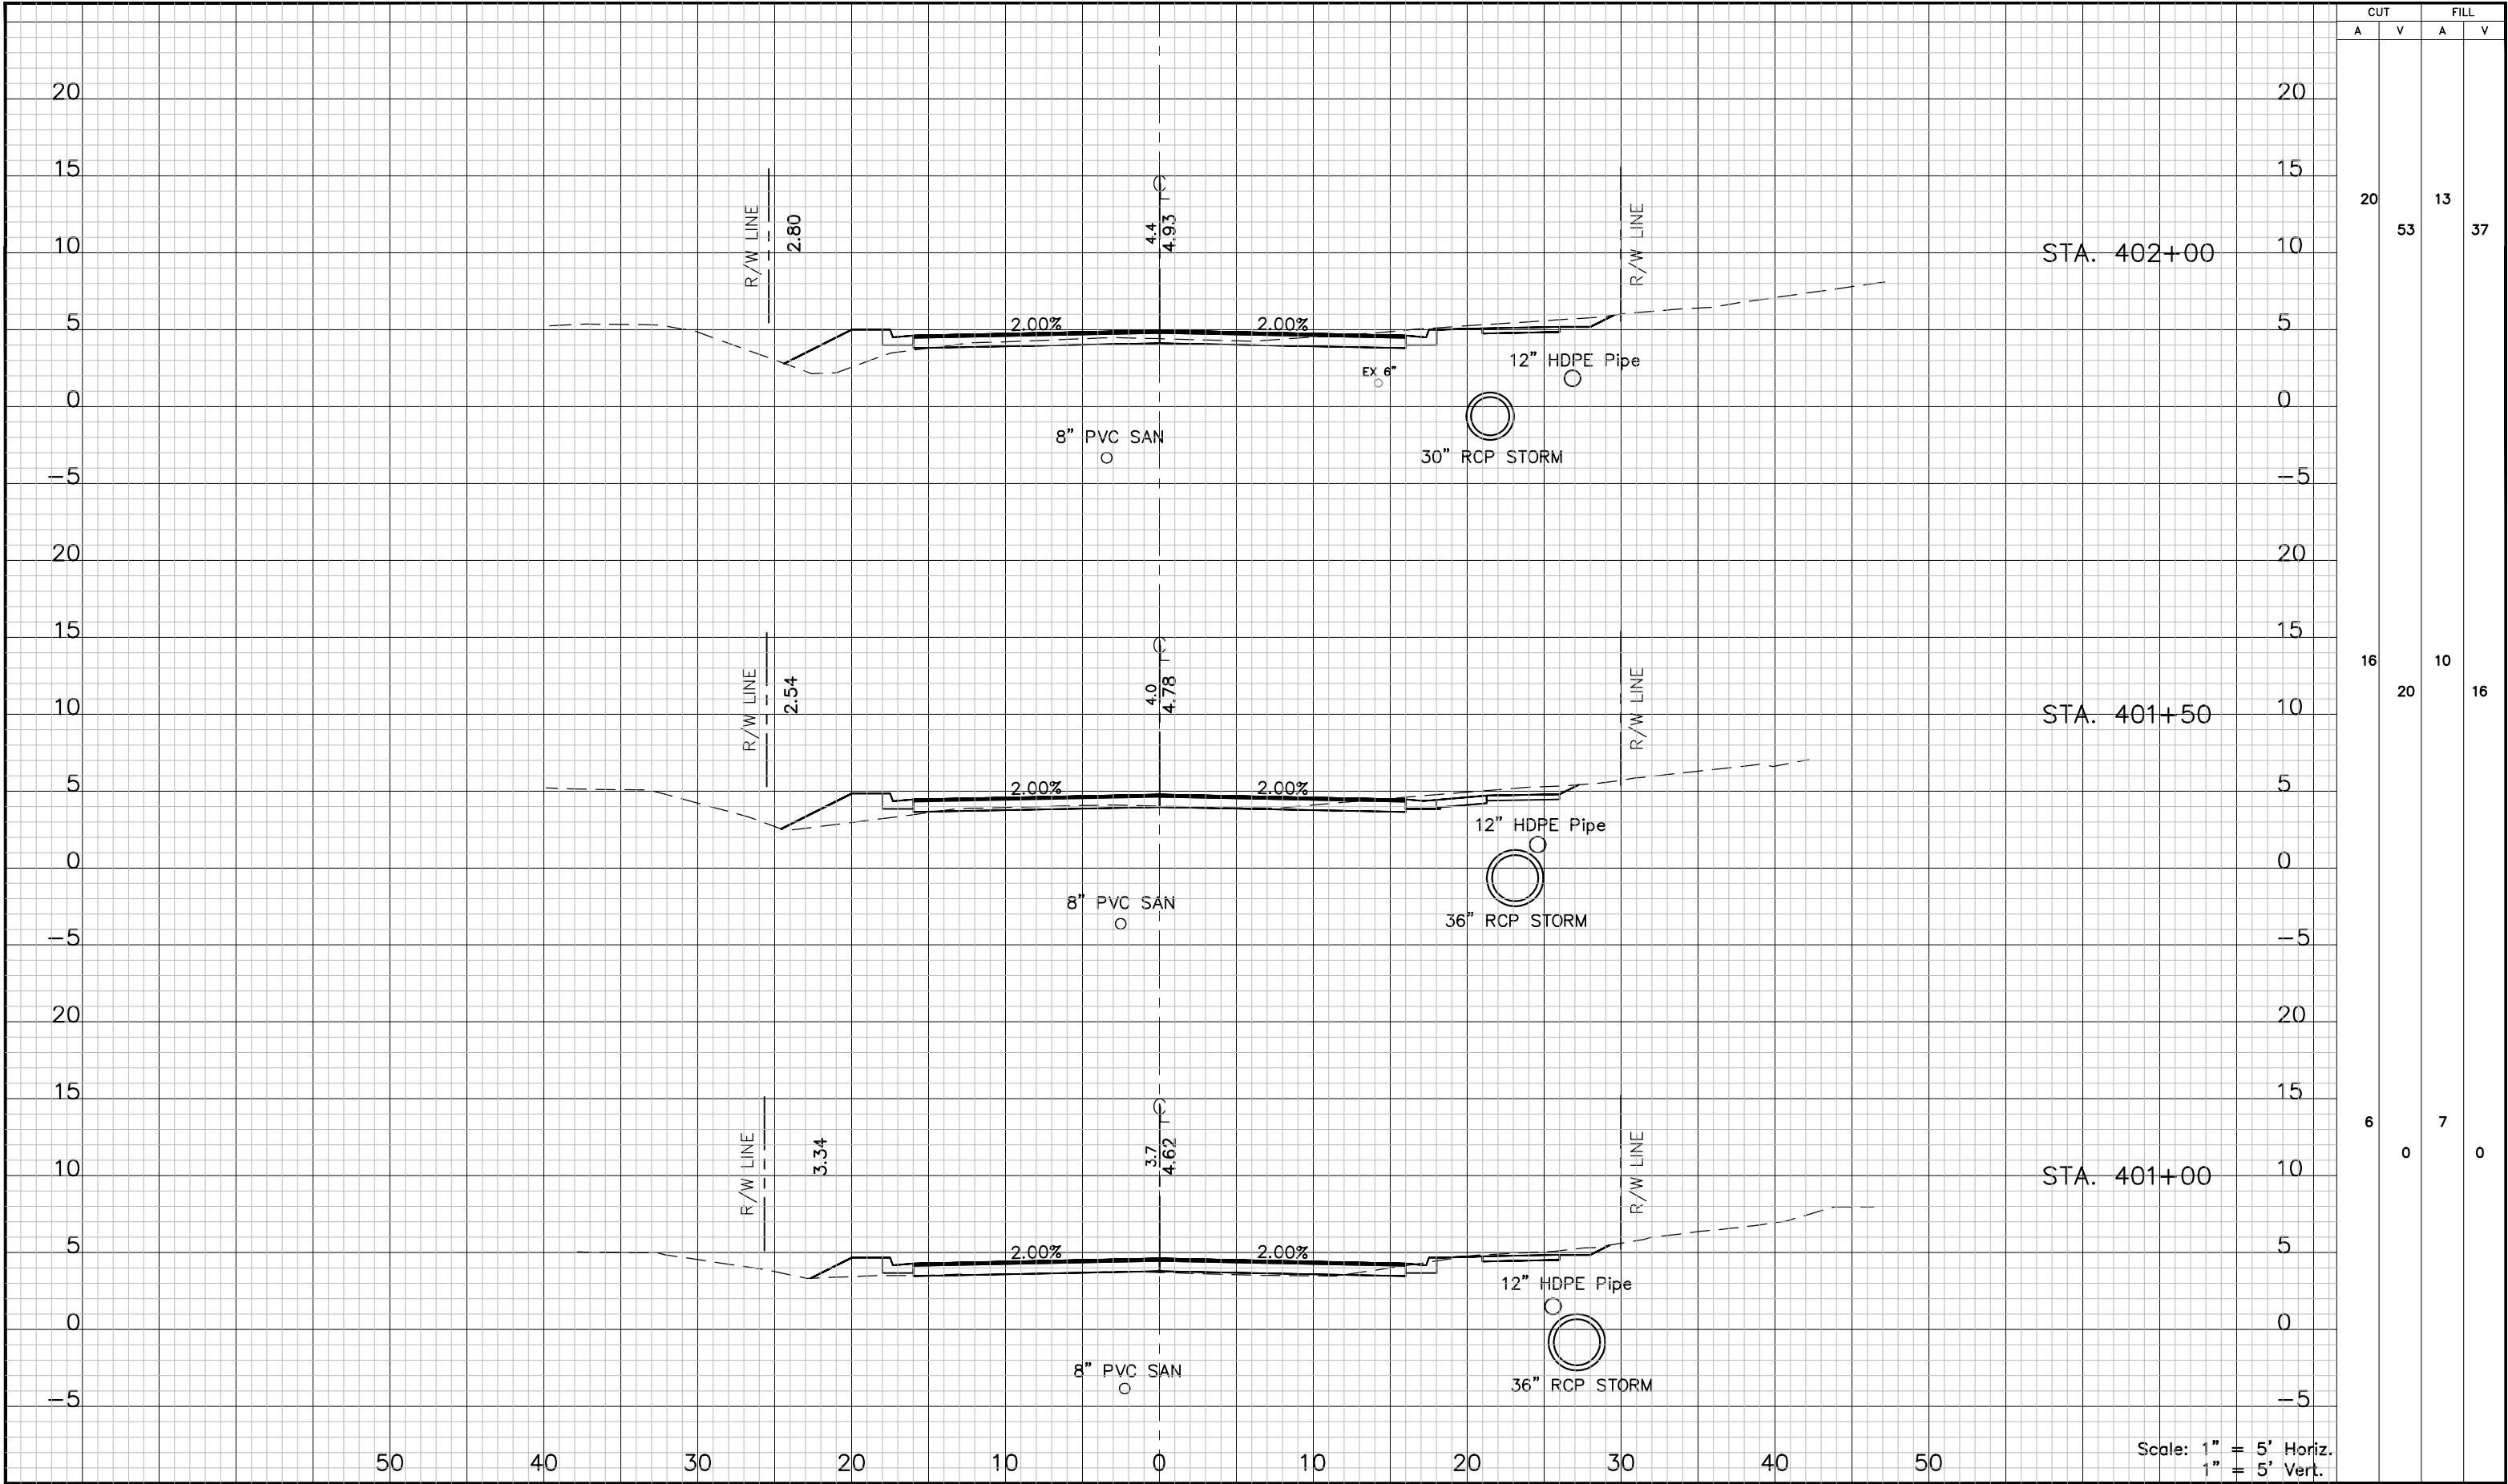 CUT FILL
A V A V
20 20
15 15
℄
R/W LINE 2.80 4.4 4.93 R/W LINE
20 13
53 37
10 STA. 402+00 10
5 2.00% 2.00% 5
12" HDPE Pipe
EX 6"
0 0
8" PVC SAN
30" RCP STORM
-5 -5
20 20
15 15
℄
R/W LINE 2.54 4.0 4.78 R/W LINE
16 10
20 16
10 STA. 401+50 10
5 2.00% 2.00% 5
12" HDPE Pipe
0 0
8" PVC SAN
36" RCP STORM
-5 -5
20 20
15 15
℄
R/W LINE 3.34 3.7 4.62 R/W LINE
6 7
0 0
10 STA. 401+00 10
5 2.00% 2.00% 5
12" HDPE Pipe
0 0
8" PVC SAN
36" RCP STORM
-5 -5
50 40 30 20 10 0 10 20 30 40 50
Scale: 1" = 5' Horiz.
1" = 5' Vert.